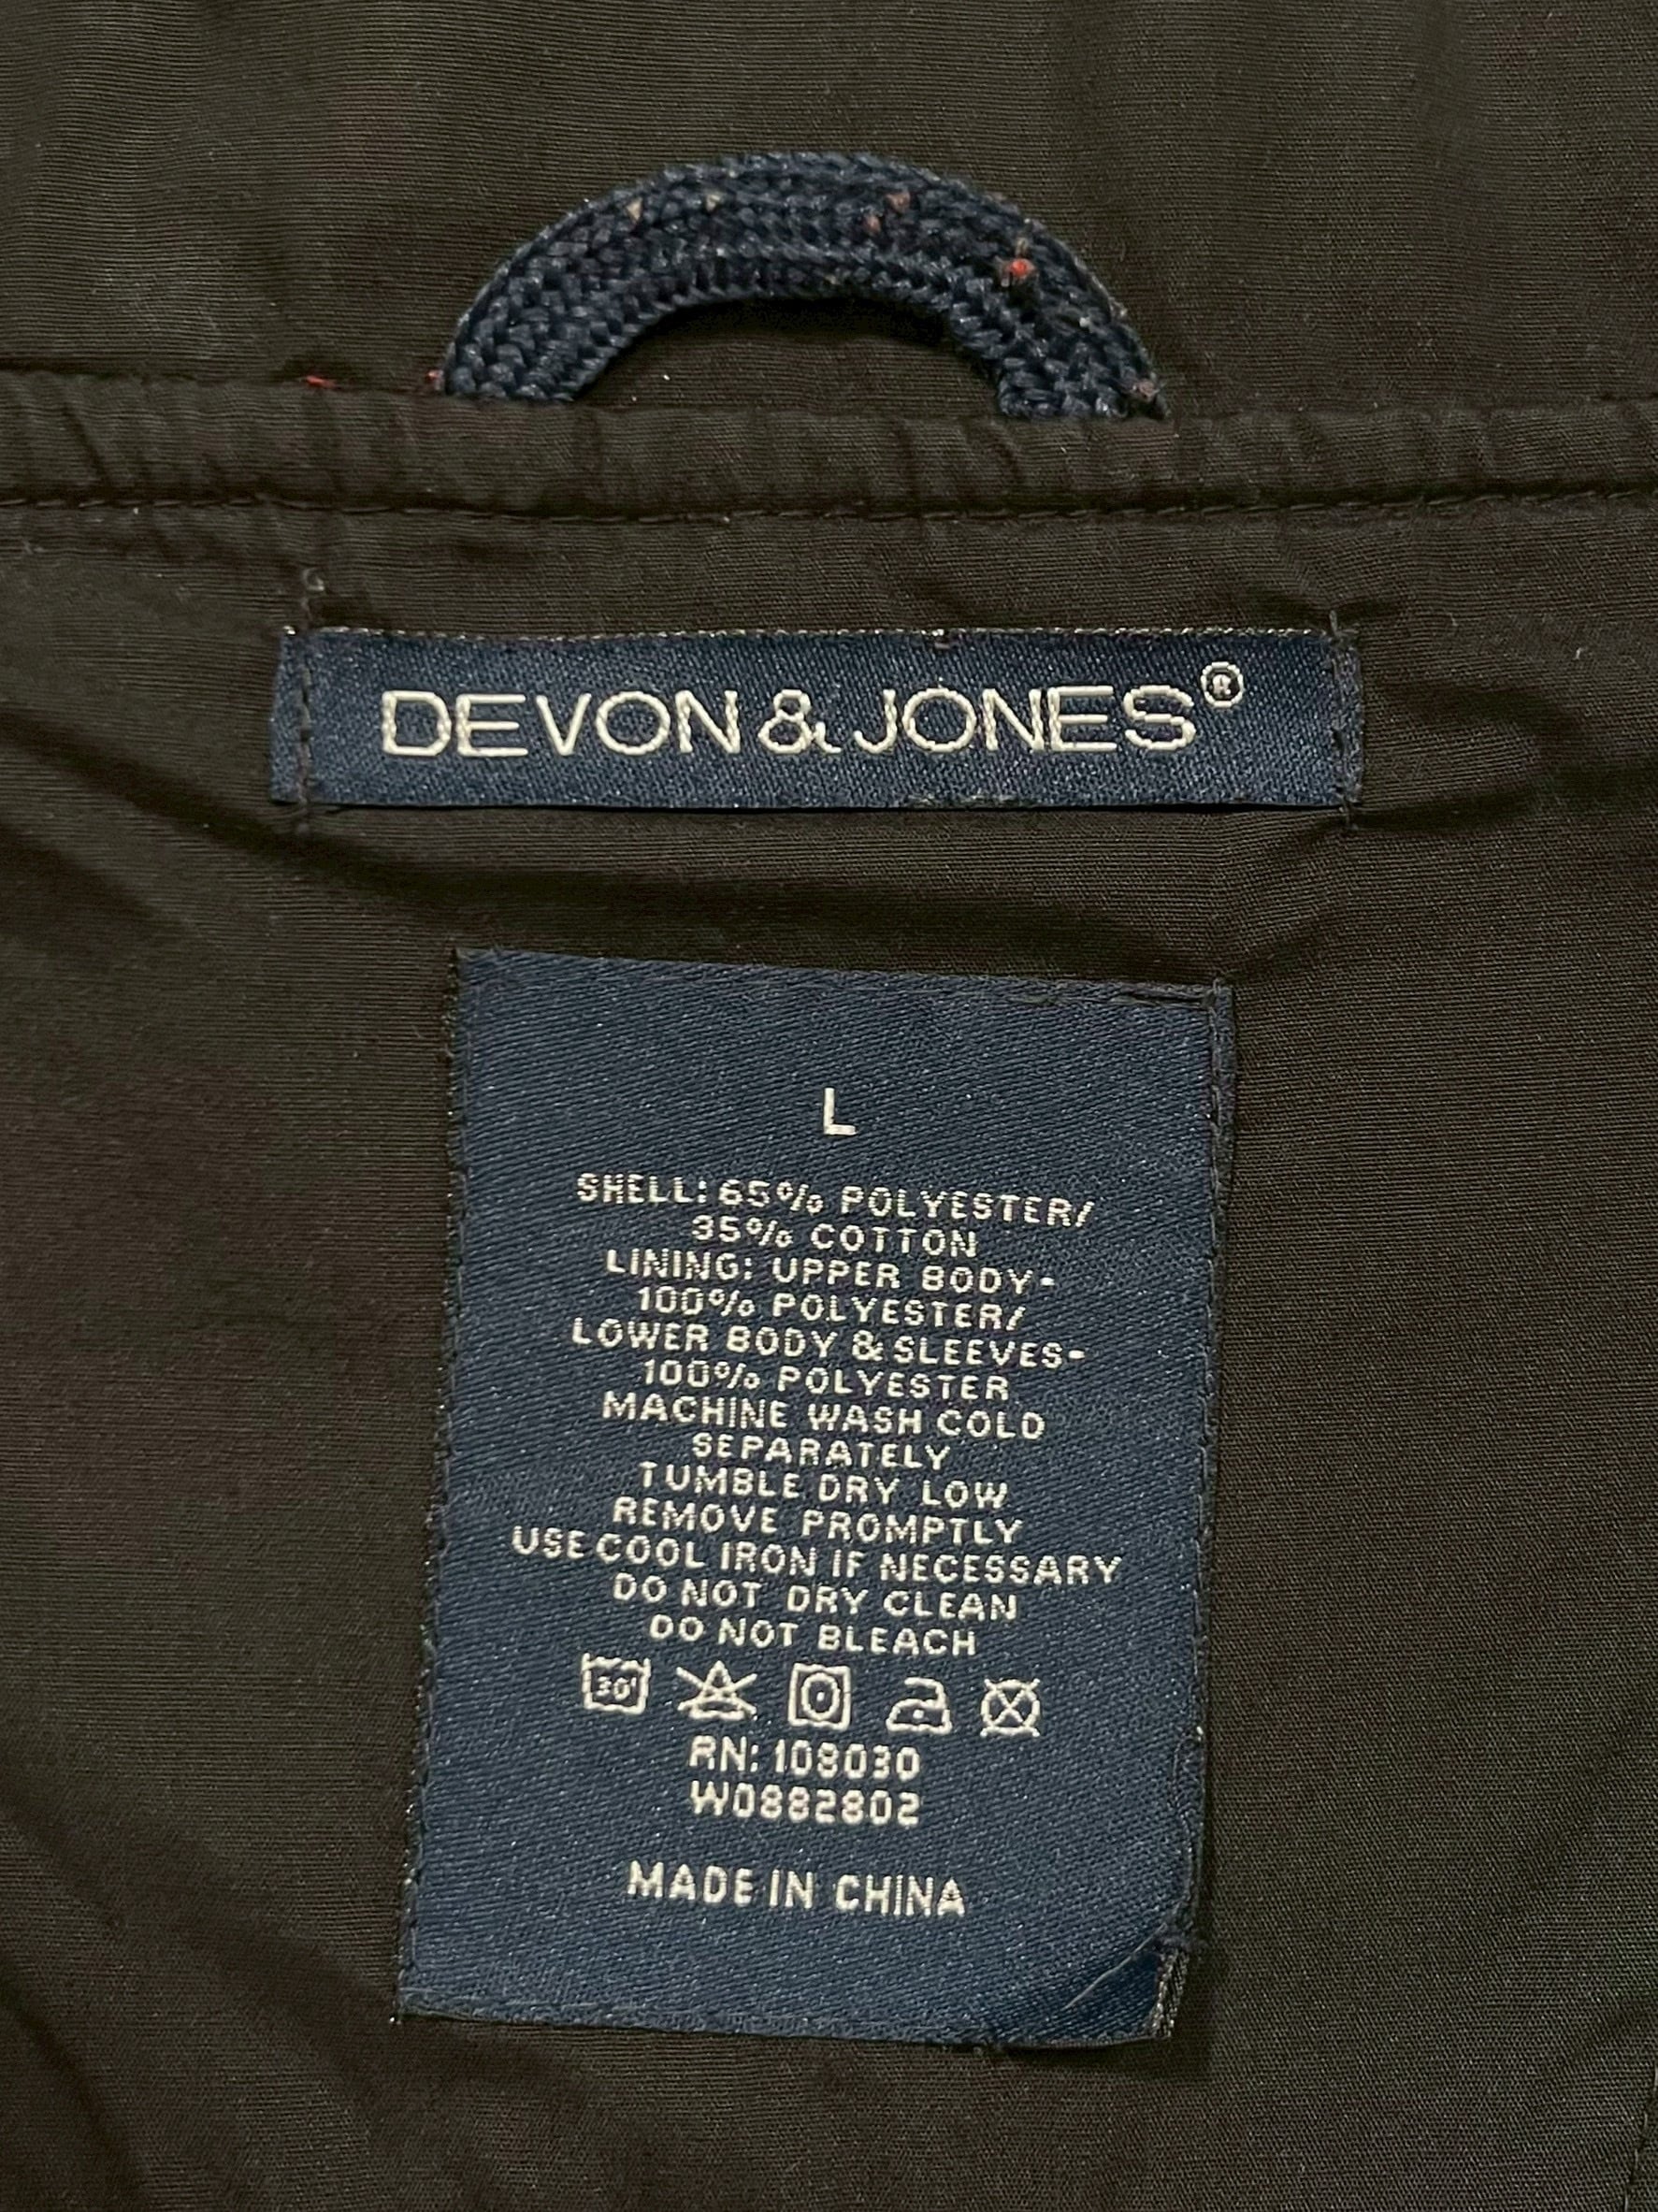 DEVON & JONES®
L
SHELL: 65% POLYESTER/
35% COTTON
LINING: UPPER BODY-
100% POLYESTER/
LOWER BODY & SLEEVES-
100% POLYESTER
MACHINE WASH COLD
SEPARATELY
TUMBLE DRY LOW
REMOVE PROMPTLY
USE COOL IRON IF NECESSARY
DO NOT DRY CLEAN
DO NOT BLEACH
30°
RN: 108030
W0882802
MADE IN CHINA